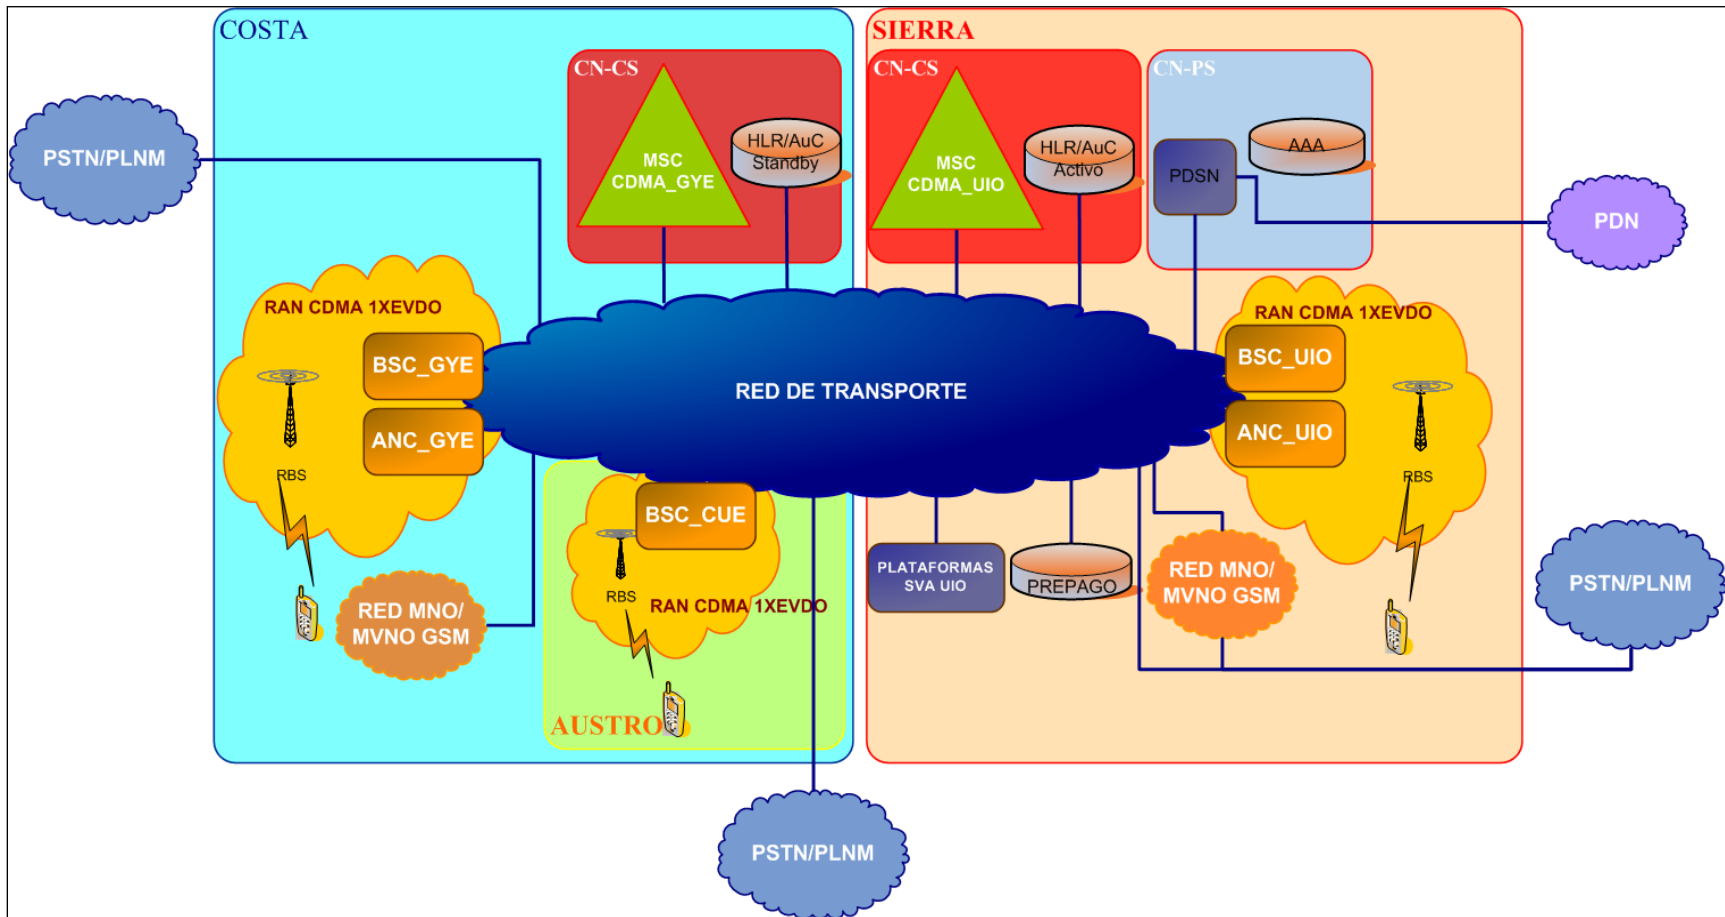 COSTA
SIERRA
CN-CS
CN-CS
CN-PS
PSTN/PLNM
MSC
CDMA_GYE
HLR/AuC
Standby
MSC
CDMA_UIO
HLR/AuC
Activo
PDSN
AAA
PDN
RAN CDMA 1XEVDO
BSC_GYE
ANC_GYE
RBS
RED DE TRANSPORTE
RAN CDMA 1XEVDO
BSC_UIO
ANC_UIO
RBS
RED MNO/
MVNO GSM
BSC_CUE
RBS
RAN CDMA 1XEVDO
AUSTRO
PLATAFORMAS
SVA UIO
PREPAGO
RED MNO/
MVNO GSM
PSTN/PLNM
PSTN/PLNM